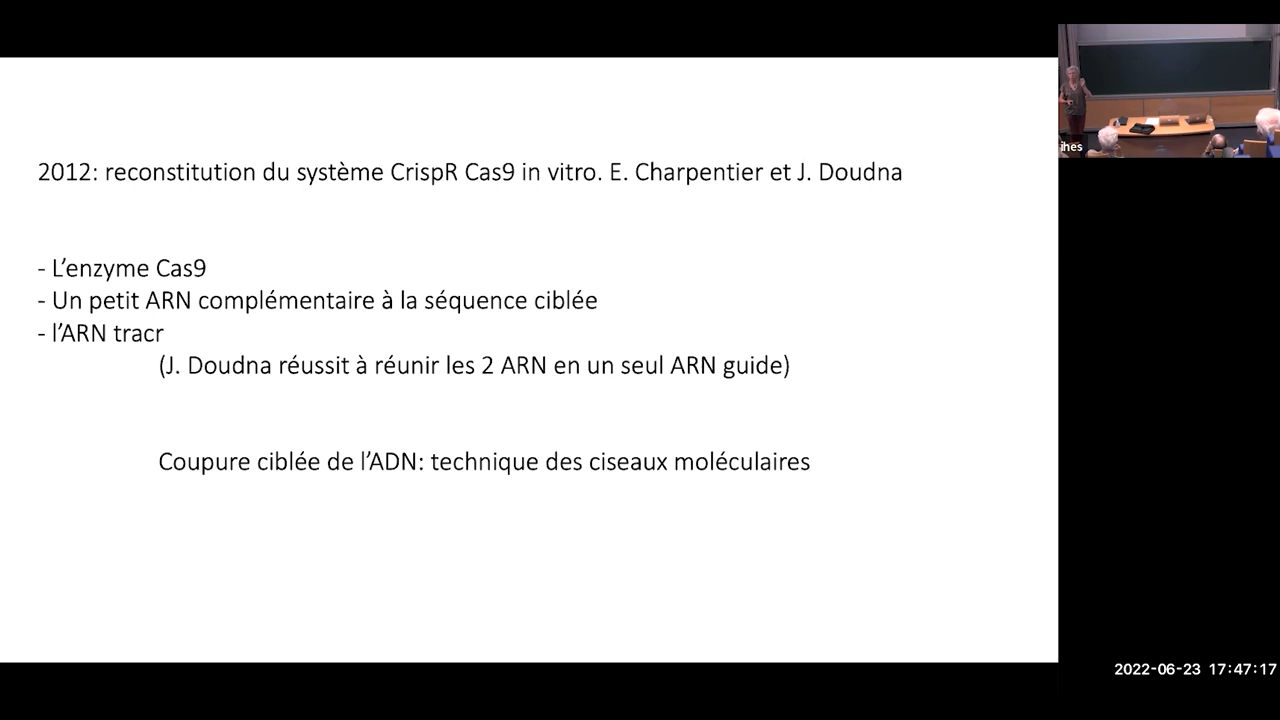 2012: reconstitution du système CrispR Cas9 in vitro. E. Charpentier et J. Doudna
- L'enzyme Cas9
- Un petit ARN complémentaire à la séquence ciblée
- l'ARN tracr
(J. Doudna réussit à réunir les 2 ARN en un seul ARN guide)
Coupure ciblée de l'ADN: technique des ciseaux moléculaires
ihes
2022-06-23 17:47:17